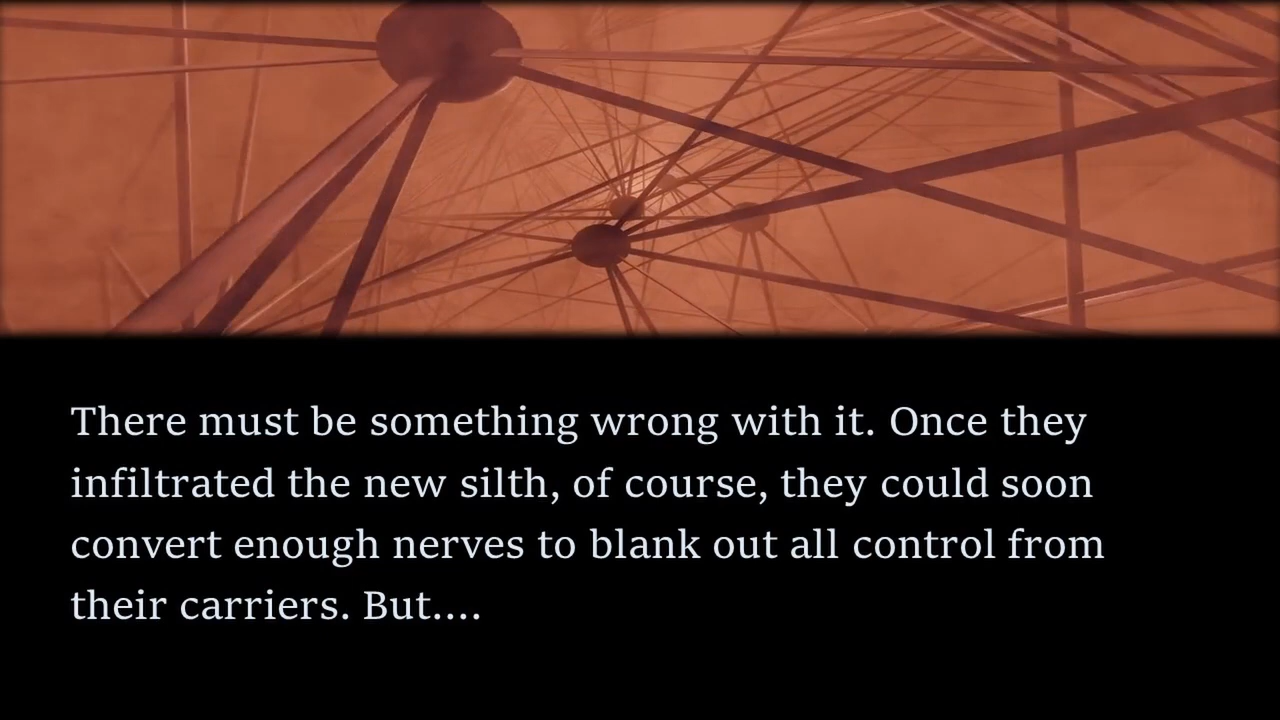 There must be something wrong with it. Once they
infiltrated the new silth, of course, they could soon
convert enough nerves to blank out all control from
their carriers. But....